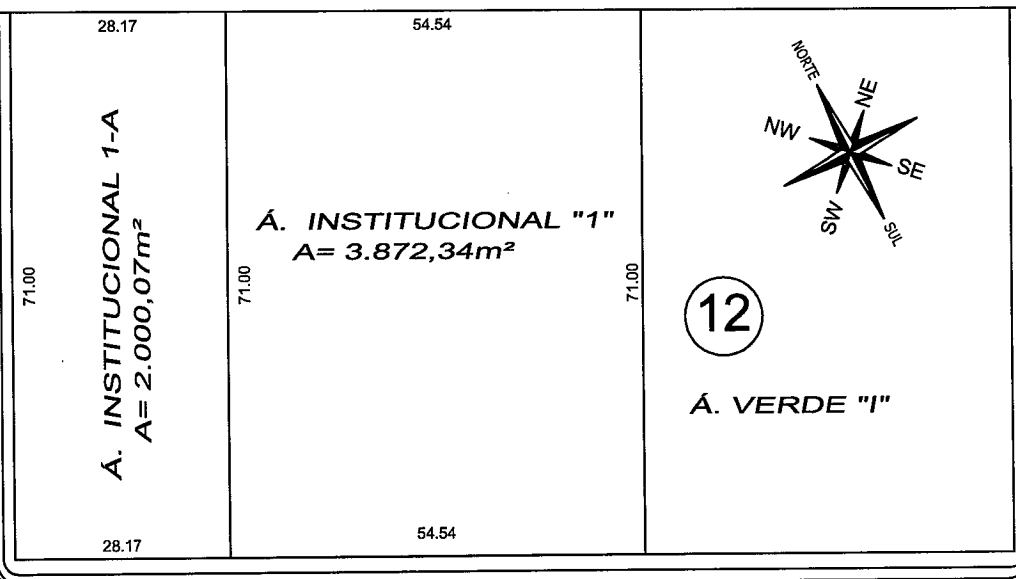 28.17
54.54
NORTE
NE
NW
SE
SW
SUL
Á. INSTITUCIONAL 1-A
A= 2.000,07m²
Á. INSTITUCIONAL "1"
A= 3.872,34m²
71.00
71.00
71.00
12
Á. VERDE "I"
28.17
54.54